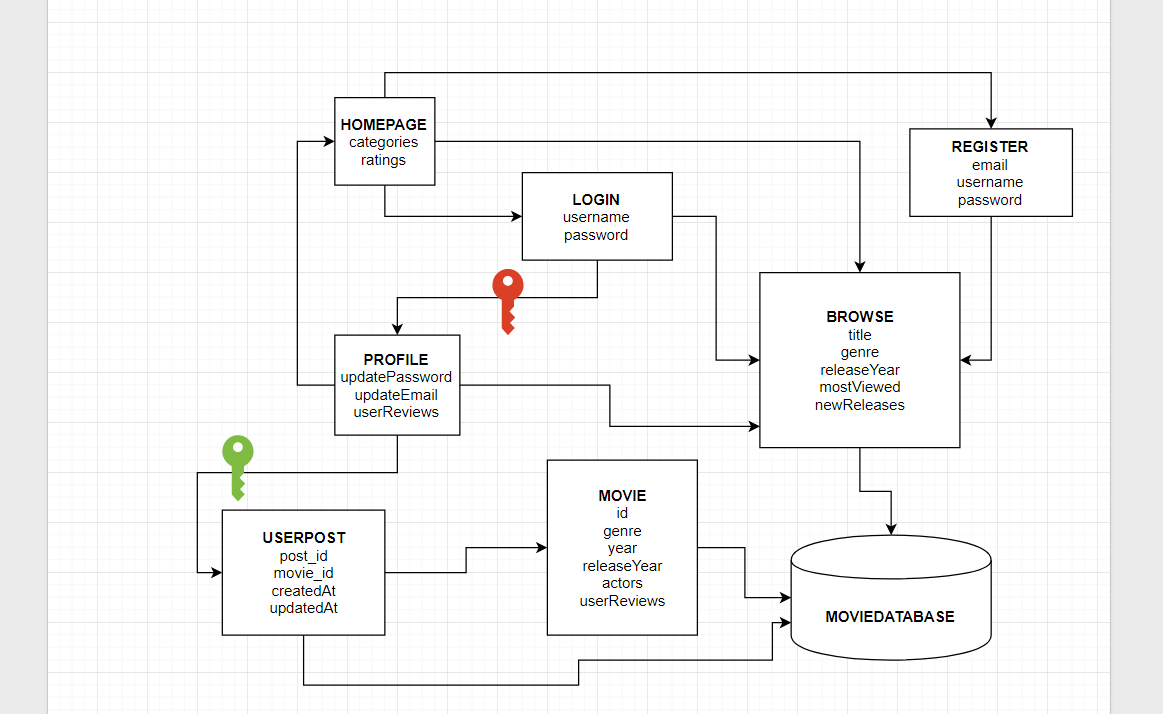 HOMEPAGE
categories
ratings
REGISTER
email
username
password
LOGIN
username
password
BROWSE
title
genre
releaseYear
mostViewed
newReleases
PROFILE
updatePassword
updateEmail
userReviews
MOVIE
id
genre
year
releaseYear
actors
userReviews
USERPOST
post_id
movie_id
createdAt
updatedAt
MOVIEDATABASE